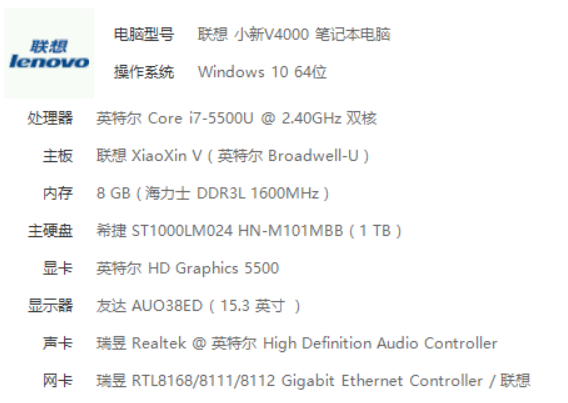 联想
lenovo
电脑型号 联想 小新V4000 笔记本电脑
操作系统 Windows 10 64位
处理器 英特尔 Core i7-5500U @ 2.40GHz 双核
主板 联想 XiaoXin V ( 英特尔 Broadwell-U )
内存 8 GB ( 海力士 DDR3L 1600MHz )
主硬盘 希捷 ST1000LM024 HN-M101MBB ( 1 TB )
显卡 英特尔 HD Graphics 5500
显示器 友达 AUO38ED ( 15.3 英寸 )
声卡 瑞昱 Realtek @ 英特尔 High Definition Audio Controller
网卡 瑞昱 RTL8168/8111/8112 Gigabit Ethernet Controller / 联想